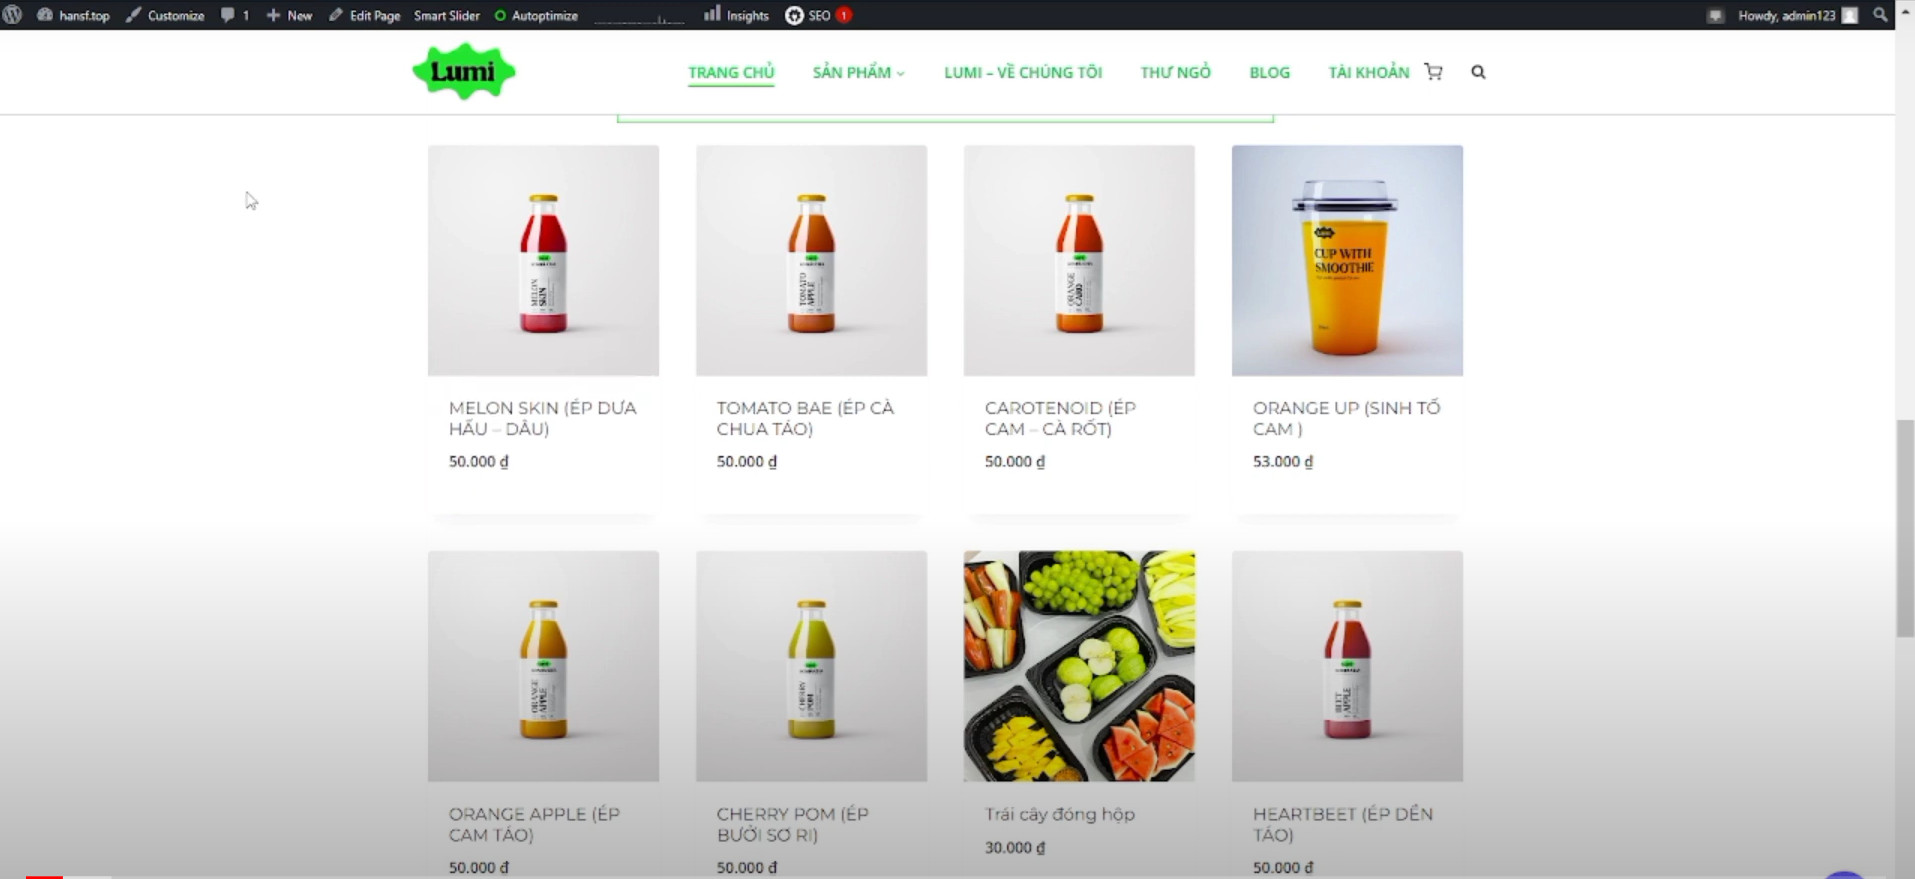 hansf.top Customize 1 New Edit Page Smart Slider Autoptimize Insights SEO 1 Howdy, admin123
Lumi TRANG CHỦ SẢN PHẨM LUMI – VỀ CHÚNG TÔI THƯ NGỎ BLOG TÀI KHOẢN
MELON
SKIN
TOMATO
APPLE
ORANGE
CARD
Lumi
CUP WITH
SMOOTHIE
MELON SKIN (ÉP DƯA
HẤU – DÂU)
50.000 ₫
TOMATO BAE (ÉP CÀ
CHUA TÁO)
50.000 ₫
CAROTENOID (ÉP
CAM – CÀ RỐT)
50.000 ₫
ORANGE UP (SINH TỐ
CAM )
53.000 ₫
ORANGE
APPLE
CHERRY
POM
BEET
APPLE
ORANGE APPLE (ÉP
CAM TÁO)
50.000 ₫
CHERRY POM (ÉP
BƯỞI SƠ RI)
50.000 ₫
Trái cây đóng hộp
30.000 ₫
HEARTBEET (ÉP DỀN
TÁO)
50.000 ₫